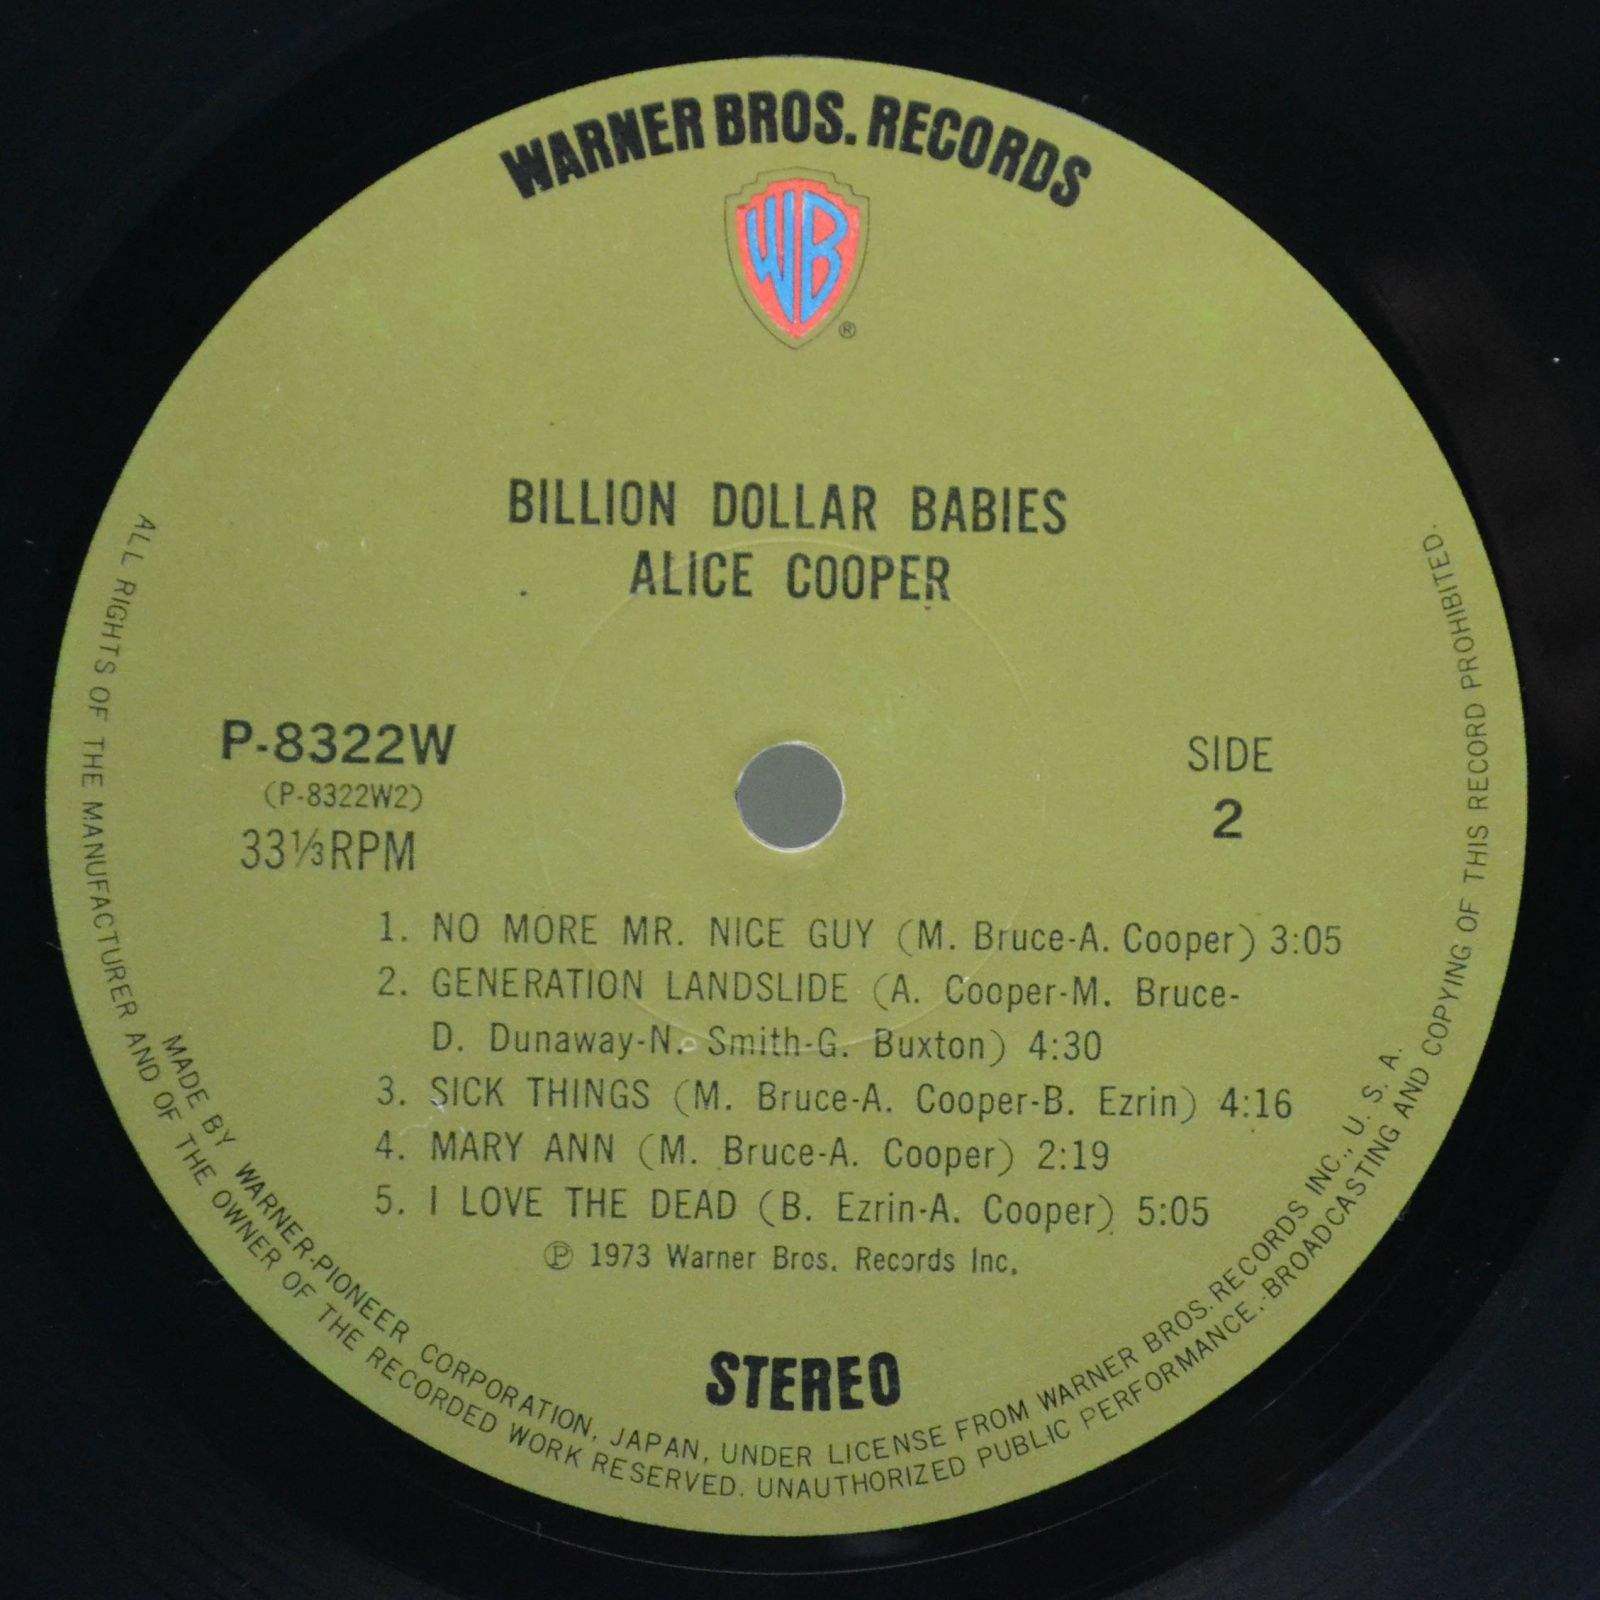 WARNER BROS. RECORDS
WB
®
BILLION DOLLAR BABIES
ALICE COOPER
P-8322W
(P-8322W2)
33⅓RPM
SIDE
2
1. NO MORE MR. NICE GUY (M. Bruce-A. Cooper) 3:05
2. GENERATION LANDSLIDE (A. Cooper-M. Bruce-
D. Dunaway-N. Smith-G. Buxton) 4:30
3. SICK THINGS (M. Bruce-A. Cooper-B. Ezrin) 4:16
4. MARY ANN (M. Bruce-A. Cooper) 2:19
5. I LOVE THE DEAD (B. Ezrin-A. Cooper) 5:05
℗ 1973 Warner Bros. Records Inc.
STEREO
MADE BY WARNER-PIONEER CORPORATION, JAPAN, UNDER LICENSE FROM WARNER BROS. RECORDS INC., U. S. A.
ALL RIGHTS OF THE MANUFACTURER AND OF THE OWNER OF THE RECORDED WORK RESERVED. UNAUTHORIZED PUBLIC PERFORMANCE, BROADCASTING AND COPYING OF THIS RECORD PROHIBITED.